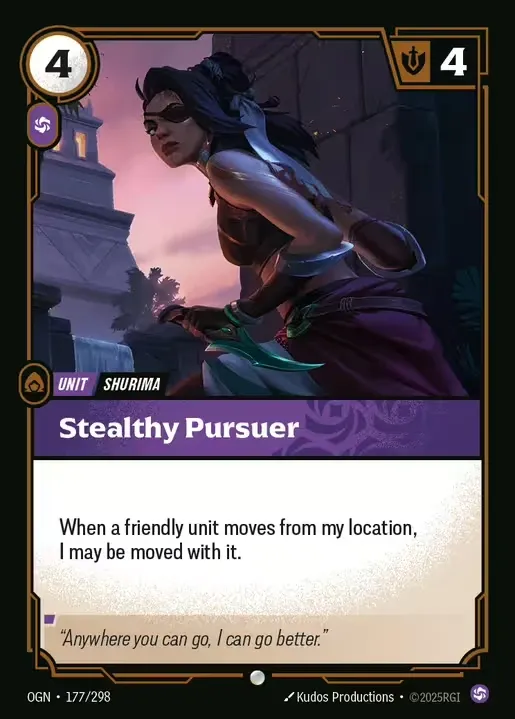 4
4
UNIT
SHURIMA
Stealthy Pursuer
When a friendly unit moves from my location,
I may be moved with it.
“Anywhere you can go, I can go better.”
OGN • 177/298
Kudos Productions • ©2025RGI